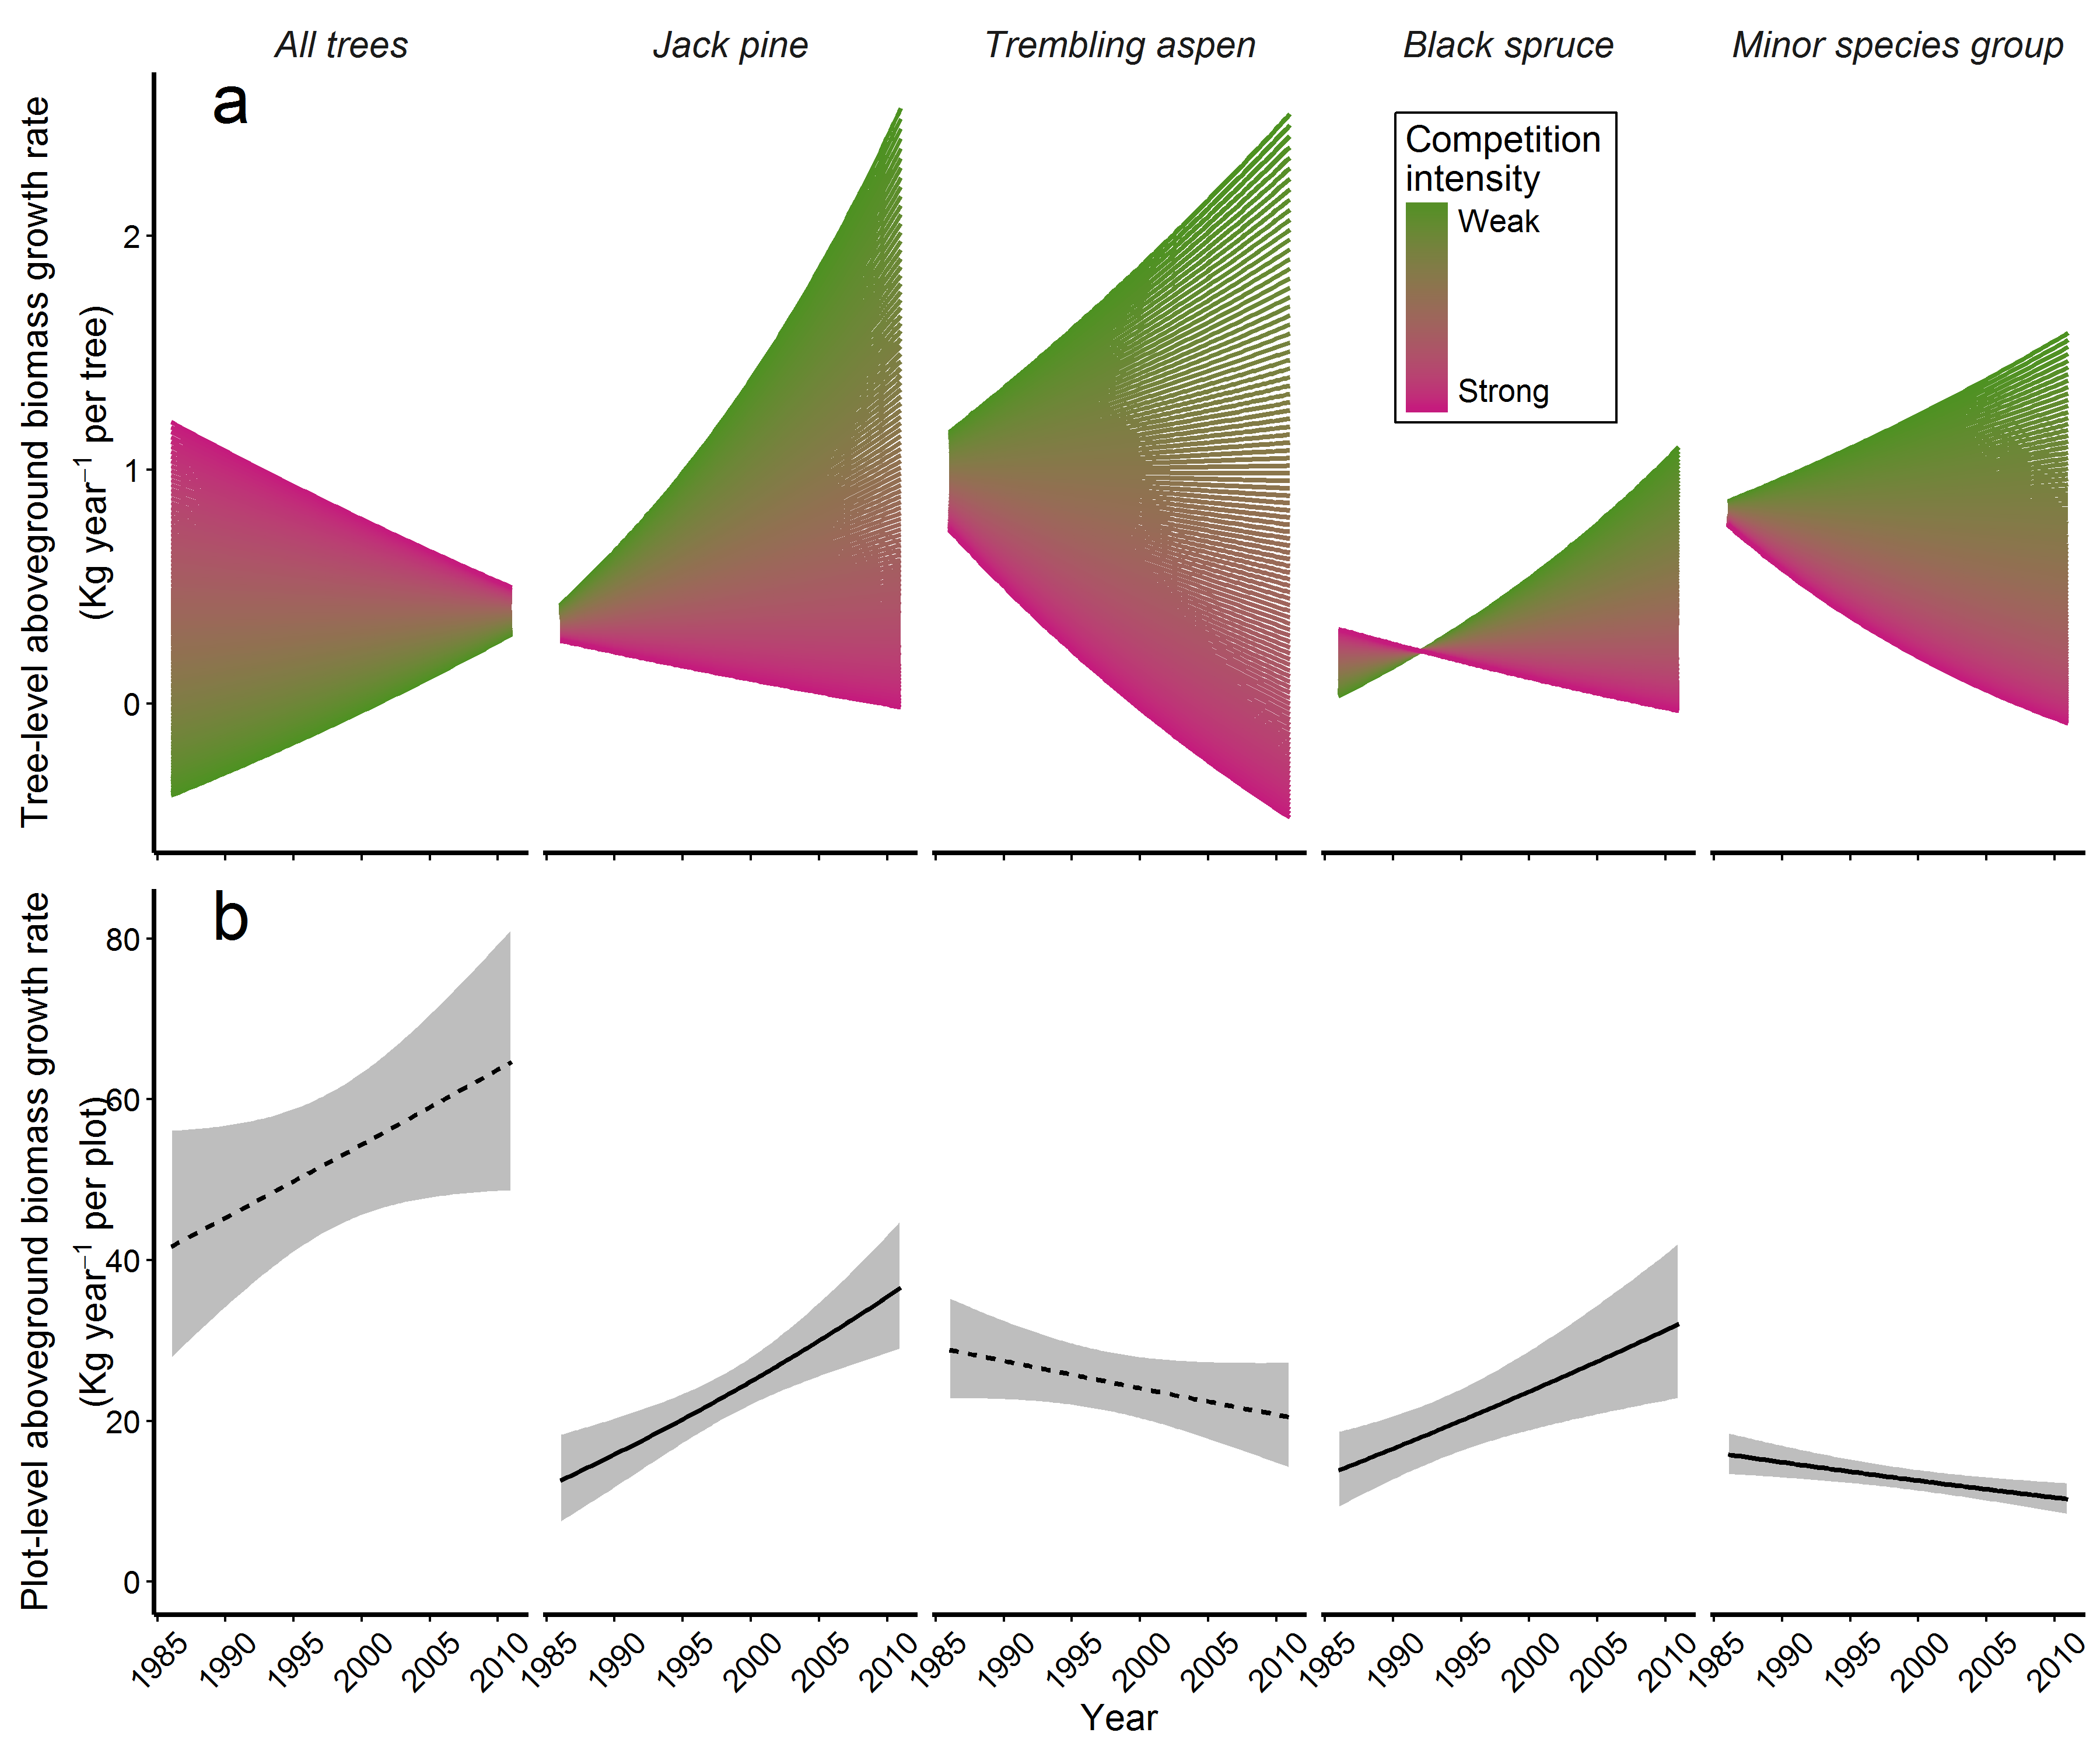 All trees Jack pine Trembling aspen Black spruce Minor species group
a
Tree-level aboveground biomass growth rate
(Kg year⁻¹ per tree)
2
1
0
Competition
intensity
Weak
Strong
b
Plot-level aboveground biomass growth rate
(Kg year⁻¹ per plot)
80
60
40
20
0
1985 1990 1995 2000 2005 2010 1985 1990 1995 2000 2005 2010 1985 1990 1995 2000 2005 2010 1985 1990 1995 2000 2005 2010 1985 1990 1995 2000 2005 2010
Year